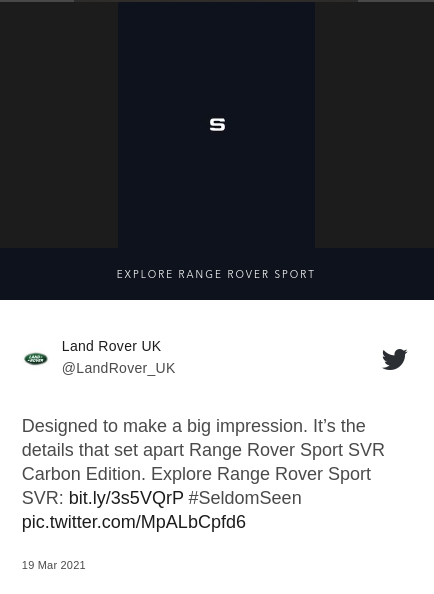 S
EXPLORE RANGE ROVER SPORT
Land Rover UK
@LandRover_UK
Designed to make a big impression. It’s the
details that set apart Range Rover Sport SVR
Carbon Edition. Explore Range Rover Sport
SVR: bit.ly/3s5VQrP #SeldomSeen
pic.twitter.com/MpALbCpfd6
19 Mar 2021